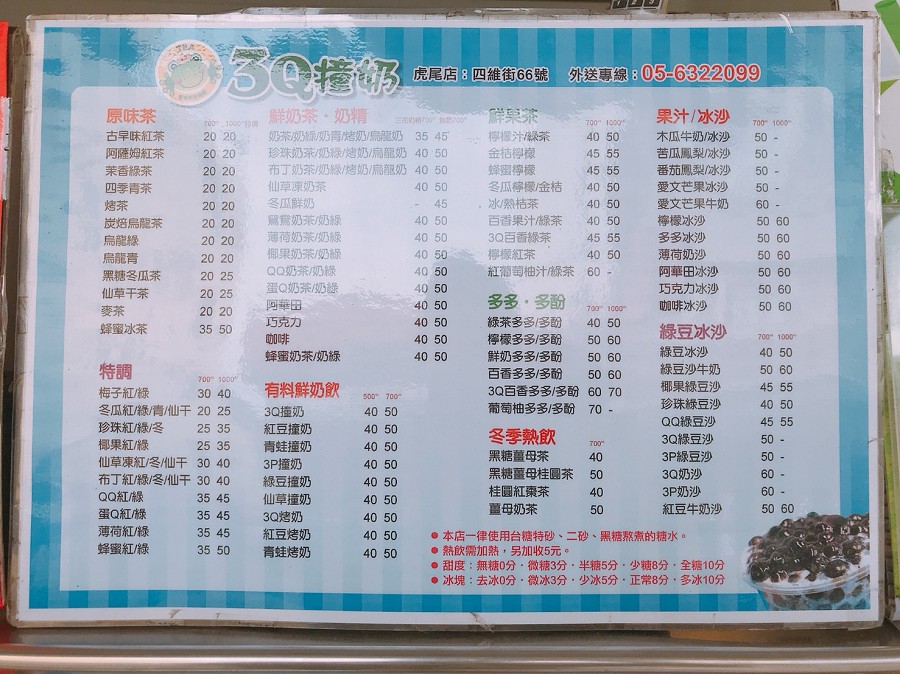 3Q撞奶 虎尾店：四維街66號 外送專線：05-6322099
原味茶 700" 1000"
古早味紅茶 20 20
阿薩姆紅茶 20 20
茉香綠茶 20 20
四季青茶 20 20
烤茶 20 20
炭焙烏龍茶 20 20
烏龍綠 20 20
烏龍青 20 20
黑糖冬瓜茶 20 25
仙草干茶 20 25
麥茶 20 20
蜂蜜冰茶 35 50
特調 700" 1000"
梅子紅/綠 30 40
冬瓜紅/綠/青/仙干 20 25
珍珠紅/綠/冬 25 35
椰果紅/綠 25 35
仙草凍紅/冬/仙干 30 40
布丁紅/綠/冬/仙干 30 40
QQ紅/綠 35 45
蛋Q紅/綠 35 45
薄荷紅/綠 35 45
蜂蜜紅/綠 35 50
鮮奶茶·奶精
奶茶/奶綠/奶青/烤奶/烏龍奶 35 45
珍珠奶茶/奶綠/烤奶/烏龍奶 40 50
布丁奶茶/奶綠/烤奶/烏龍奶 40 50
仙草凍奶茶 40 50
冬瓜鮮奶 - 45
鴛鴦奶茶/奶綠 40 50
薄荷奶茶/奶綠 40 50
椰果奶茶/奶綠 40 50
QQ奶茶/奶綠 40 50
蛋Q奶茶/奶綠 40 50
阿華田 40 50
巧克力 40 50
咖啡 40 50
蜂蜜奶茶/奶綠 40 50
有料鮮奶飲 500" 700"
3Q撞奶 40 50
紅豆撞奶 40 50
青蛙撞奶 40 50
3P撞奶 40 50
綠豆撞奶 40 50
仙草撞奶 40 50
3Q烤奶 40 50
紅豆烤奶 40 50
青蛙烤奶 40 50
鮮果茶 700" 1000"
檸檬汁/綠茶 40 50
金桔檸檬 45 55
蜂蜜檸檬 45 55
冬瓜檸檬/金桔 40 50
冰/熱桔茶 40 50
百香果汁/綠茶 40 50
3Q百香綠茶 45 55
檸檬紅茶 40 50
紅葡萄柚汁/綠茶 60 -
多多·多酚 700" 1000"
綠茶多多/多酚 40 50
檸檬多多/多酚 50 60
鮮奶多多/多酚 50 60
百香多多/多酚 50 60
3Q百香多多/多酚 60 70
葡萄柚多多/多酚 70 -
冬季熱飲 700"
黑糖薑母茶 40
黑糖薑母桂圓茶 50
桂圓紅棗茶 40
薑母奶茶 50
果汁/冰沙 700" 1000"
木瓜牛奶/冰沙 50 -
苦瓜鳳梨/冰沙 50 -
番茄鳳梨/冰沙 50 -
愛文芒果冰沙 50 -
愛文芒果牛奶 60 -
檸檬冰沙 50 60
多多冰沙 50 60
薄荷奶沙 50 60
阿華田冰沙 50 60
巧克力冰沙 50 60
咖啡冰沙 50 60
綠豆冰沙 700" 1000"
綠豆冰沙 40 50
綠豆沙牛奶 50 60
椰果綠豆沙 45 55
珍珠綠豆沙 40 50
QQ綠豆沙 45 55
3Q綠豆沙 50 -
3P綠豆沙 50 -
3Q奶沙 60 -
3P奶沙 60 -
紅豆牛奶沙 50 60
●本店一律使用台糖特砂、二砂、黑糖熬煮的糖水。
●熱飲需加熱，另加收5元。
●甜度：無糖0分·微糖3分·半糖5分·少糖8分·全糖10分
●冰塊：去冰0分·微冰3分·少冰5分·正常8分·多冰10分